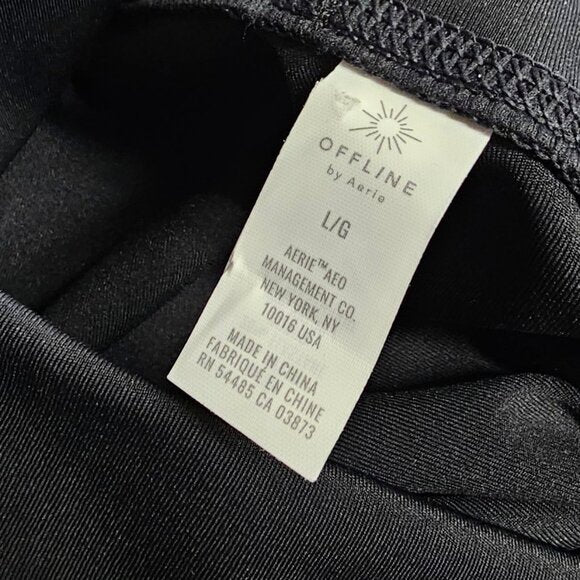 OFFLINE
by Aerie
L/G
AERIE™AEO
MANAGEMENT CO.
NEW YORK, NY
10016 USA
MADE IN CHINA
FABRIQUÉ EN CHINE
RN 54485 CA 03873